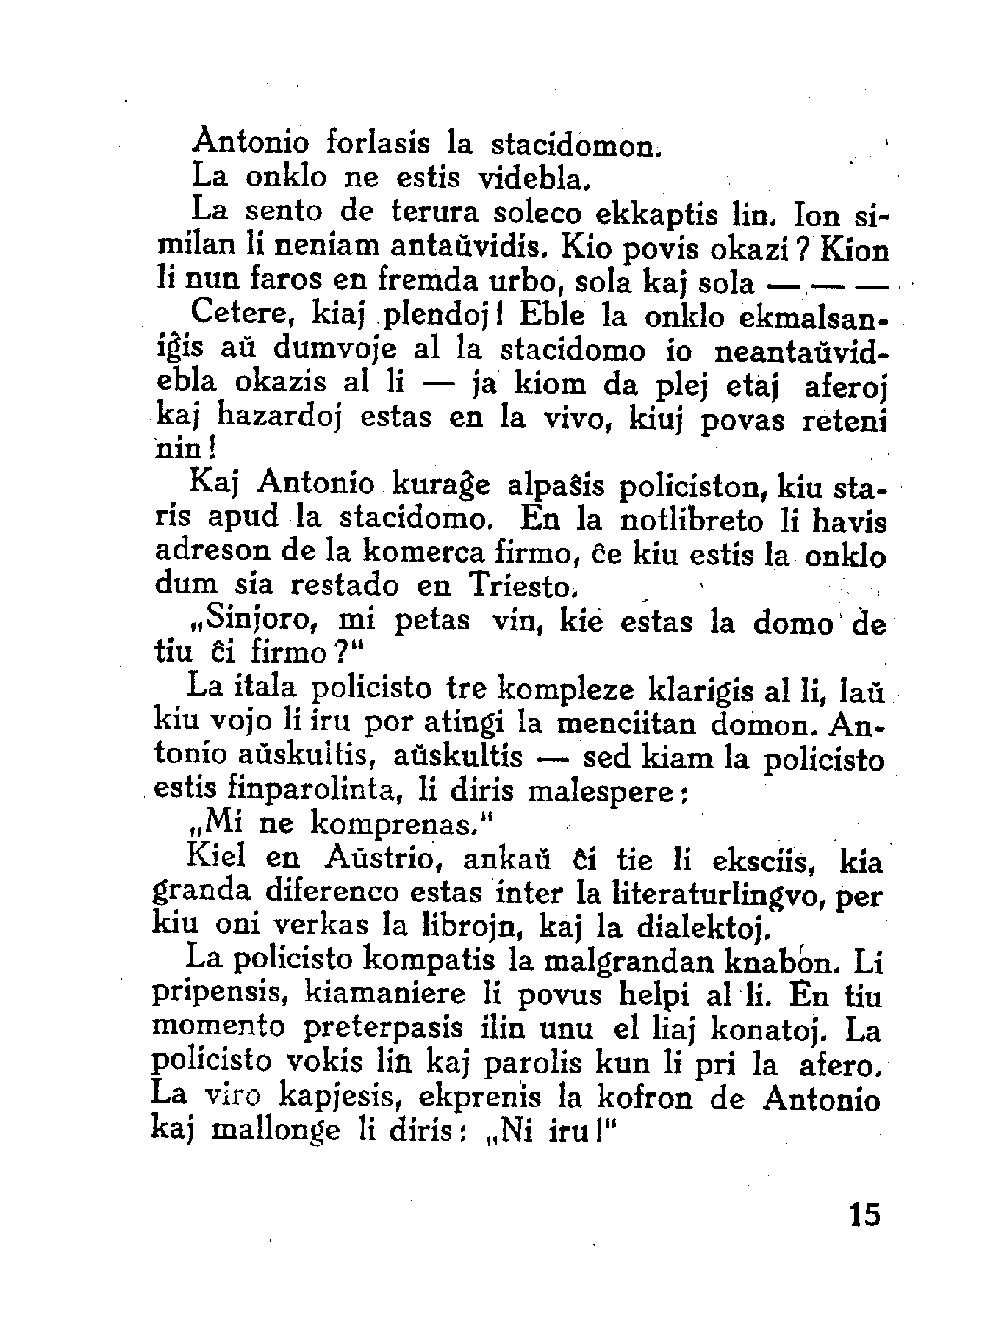 Antonio forlasis la stacidomon.
La onklo ne estis videbla.
La sento de terura soleco ekkaptis lin. Ion si-
milan li neniam antaŭvidis. Kio povis okazi? Kion
li nun faros en fremda urbo, sola kaj sola — — —
Cetere, kiaj plendoj! Eble la onklo ekmalsan-
iĝis aŭ dumvoje al la stacidomo io neantaŭvid-
ebla okazis al li — ja kiom da plej etaj aferoj
kaj hazardoj estas en la vivo, kiuj povas reteni
nin!
Kaj Antonio kuraĝe alpaŝis policiston, kiu sta-
ris apud la stacidomo. En la notlibreto li havis
adreson de la komerca firmo, ĉe kiu estis la onklo
dum sia restado en Triesto.
„Sinjoro, mi petas vin, kie estas la domo de
tiu ĉi firmo?“
La itala policisto tre kompleze klarigis al li, laŭ
kiu vojo li iru por atingi la menciitan domon. An-
tonio aŭskultis, aŭskultis — sed kiam la policisto
estis finparolinta, li diris malespere:
„Mi ne komprenas.“
Kiel en Aŭstrio, ankaŭ ĉi tie li eksciis, kia
granda diferenco estas inter la literaturlingvo, per
kiu oni verkas la librojn, kaj la dialektoj.
La policisto kompatis la malgrandan knabon. Li
pripensis, kiamaniere li povus helpi al li. En tiu
momento preterpasis ilin unu el liaj konatoj. La
policisto vokis lin kaj parolis kun li pri la afero.
La viro kapjesis, ekprenis la kofron de Antonio
kaj mallonge li diris: „Ni iru!“
15